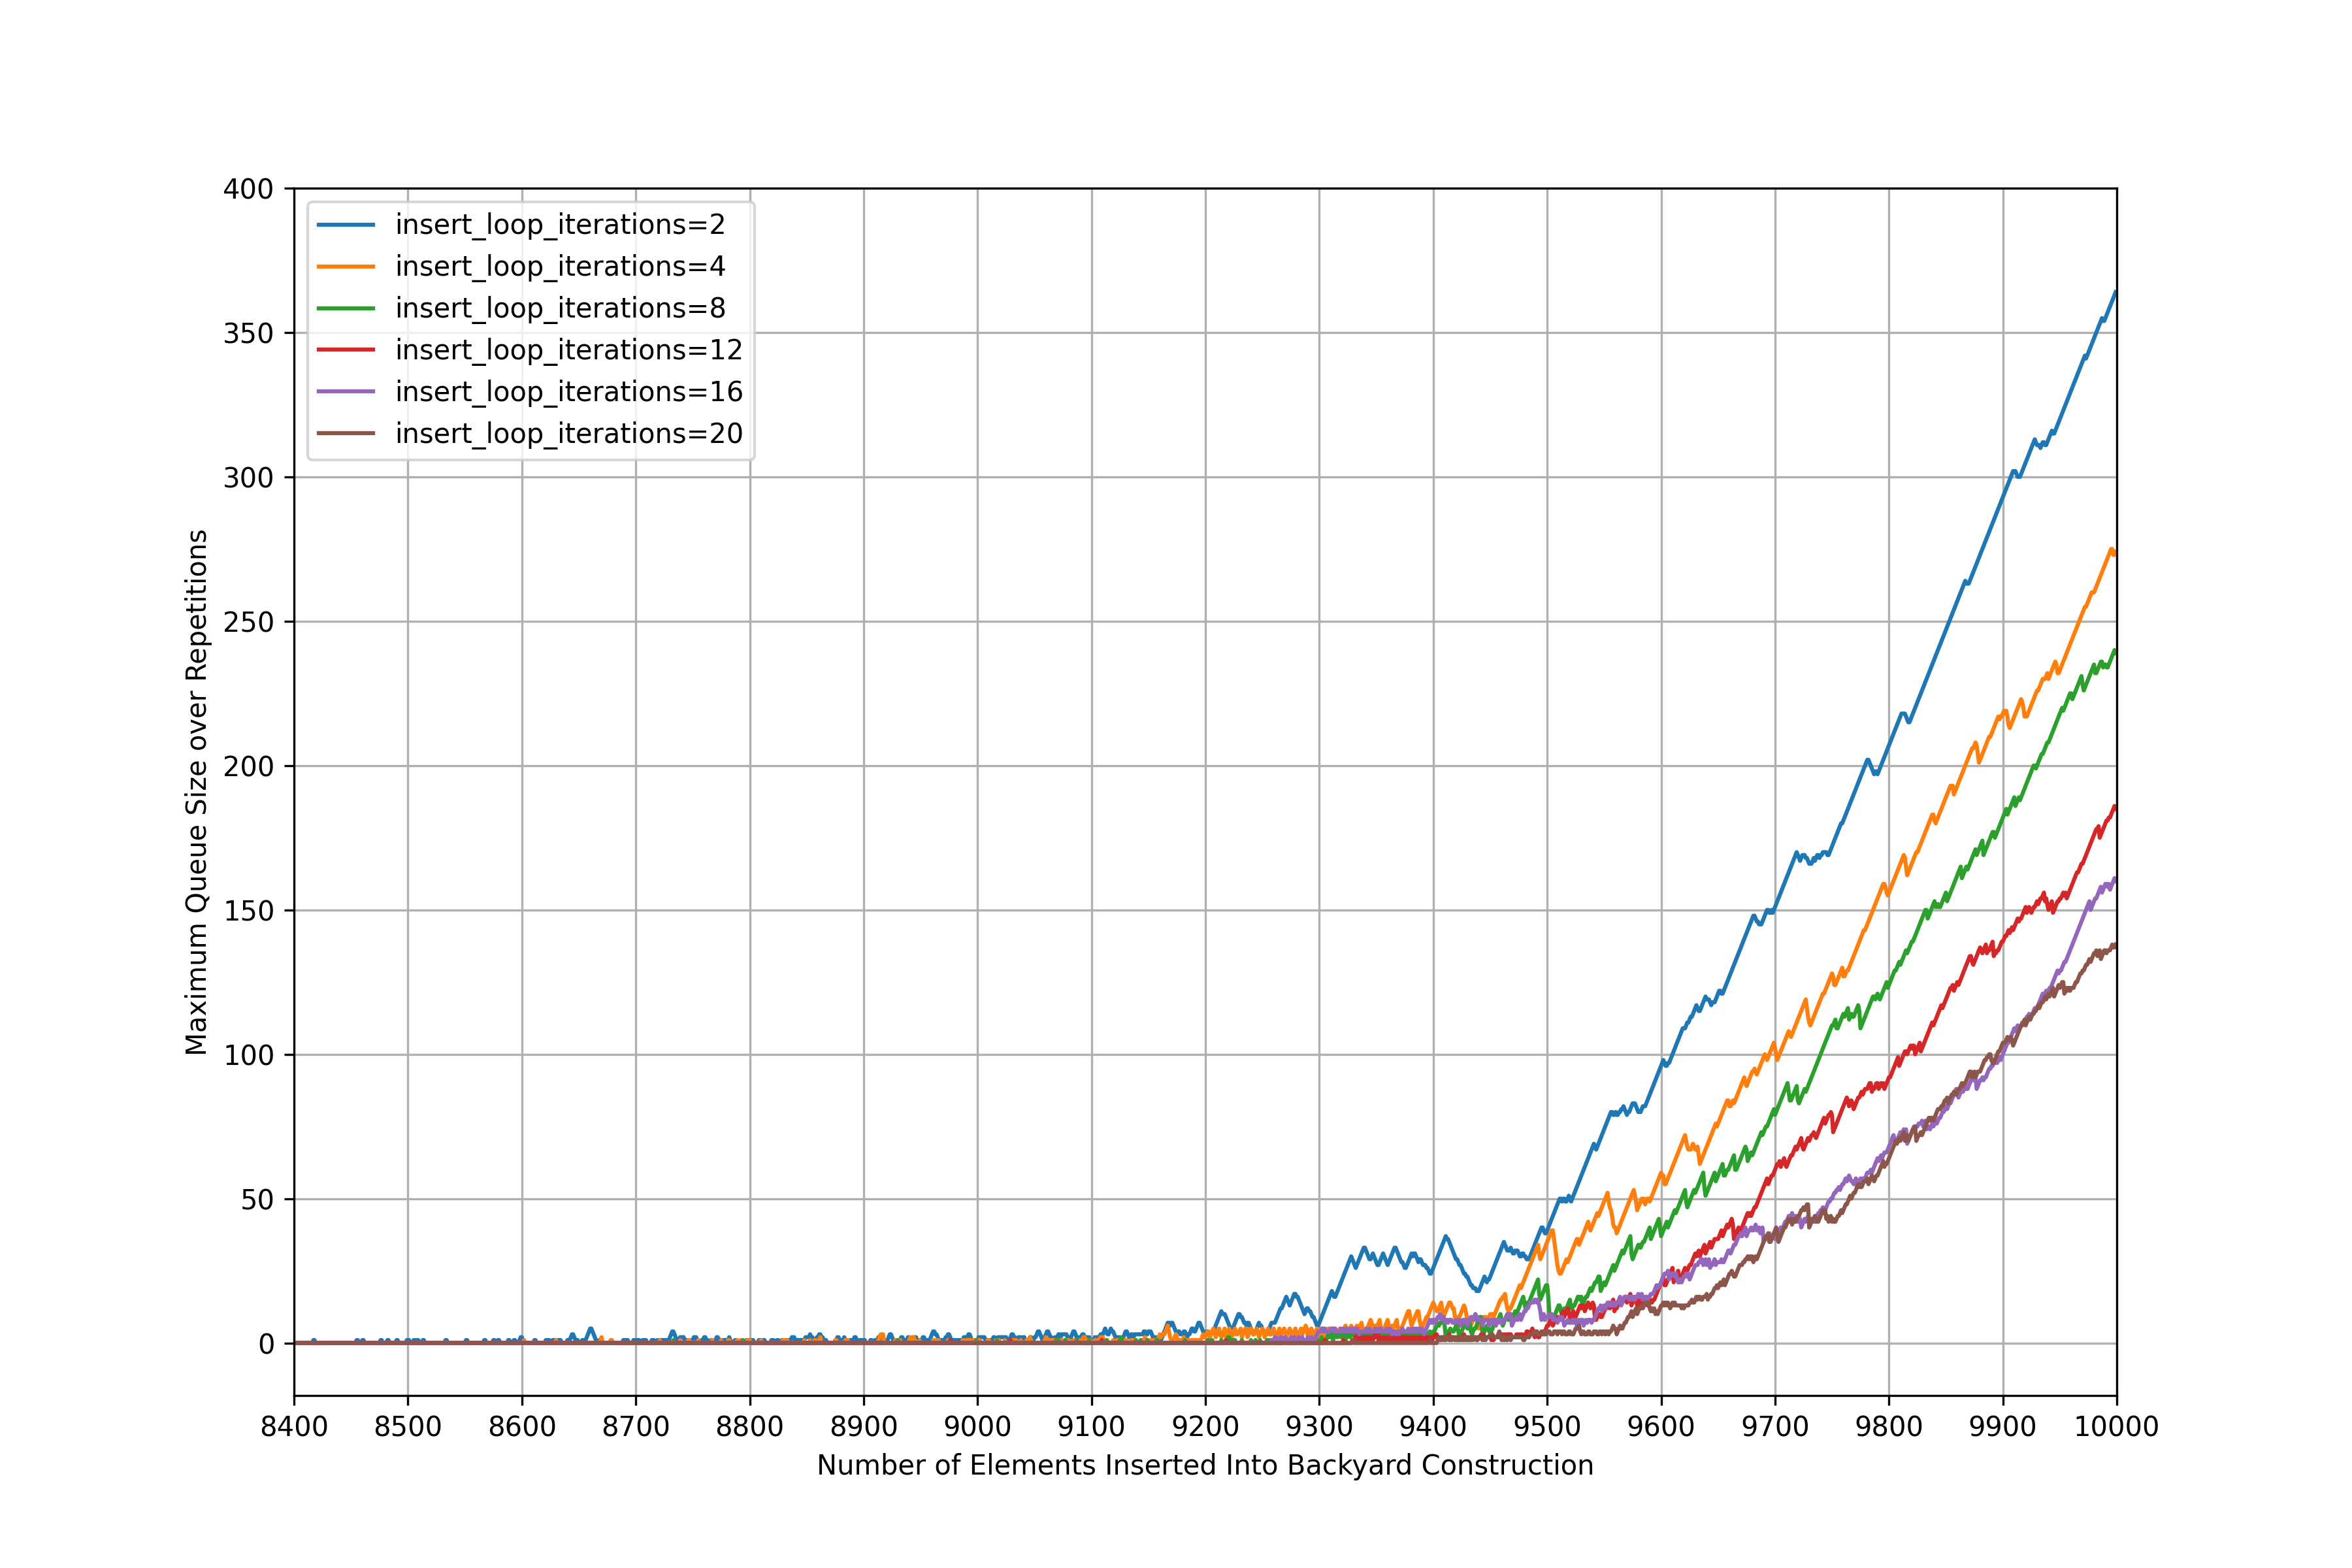 400
350
300
250
200
150
100
50
0
Maximum Queue Size over Repetitions
insert_loop_iterations=2
insert_loop_iterations=4
insert_loop_iterations=8
insert_loop_iterations=12
insert_loop_iterations=16
insert_loop_iterations=20
8400 8500 8600 8700 8800 8900 9000 9100 9200 9300 9400 9500 9600 9700 9800 9900 10000
Number of Elements Inserted Into Backyard Construction